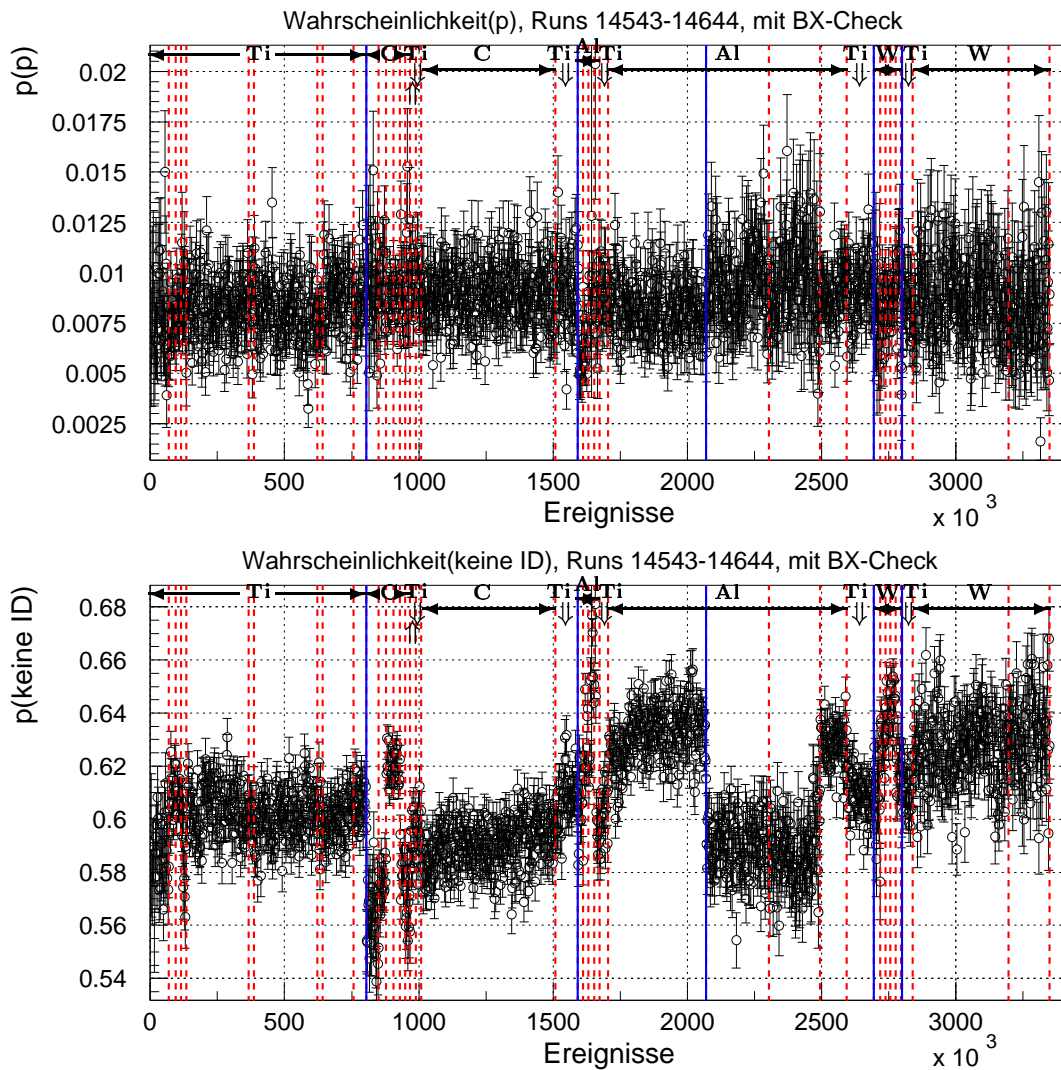 Wahrscheinlichkeit(p), Runs 14543-14644, mit BX-Check
Ti O Ti C Ti Al Ti Al Ti W Ti W
p(p)
0.02
0.0175
0.015
0.0125
0.01
0.0075
0.005
0.0025
0 500 1000 1500 2000 2500 3000
Ereignisse
x 10 3
Wahrscheinlichkeit(keine ID), Runs 14543-14644, mit BX-Check
Ti O Ti C Ti Al Ti Al Ti W Ti W
p(keine ID)
0.68
0.66
0.64
0.62
0.6
0.58
0.56
0.54
0 500 1000 1500 2000 2500 3000
Ereignisse
x 10 3